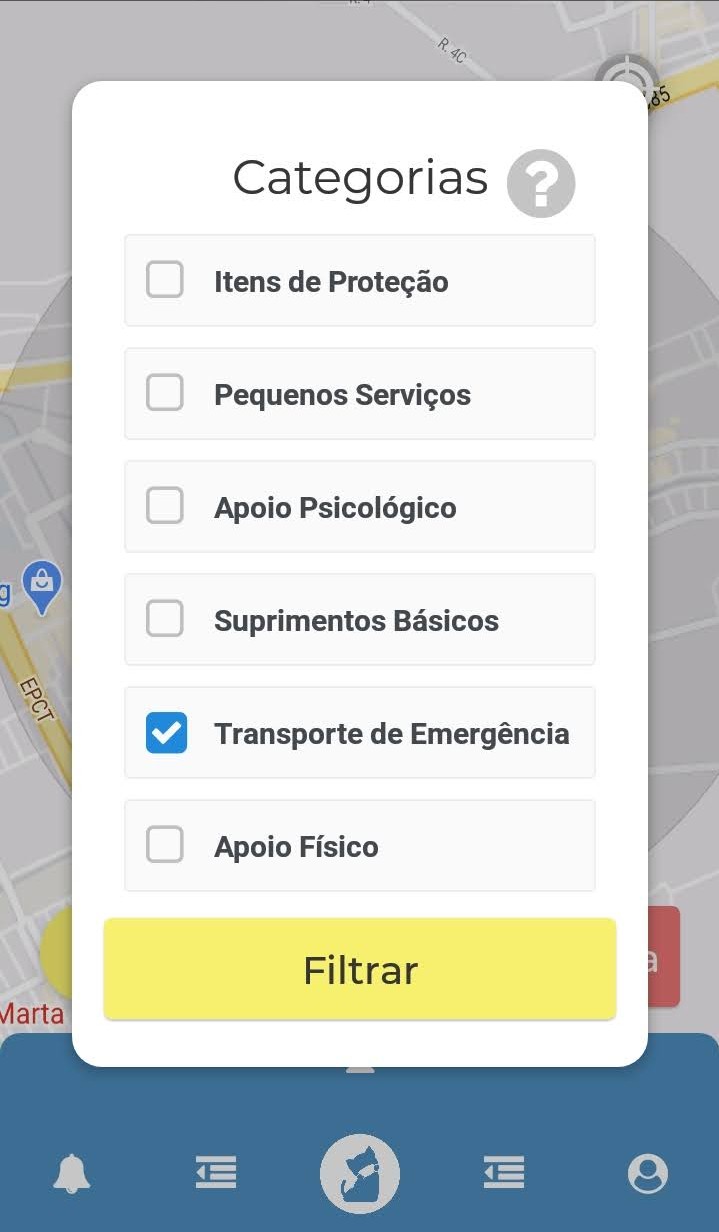 R. 4C
Categorias
?
Itens de Proteção
Pequenos Serviços
Apoio Psicológico
g
Suprimentos Básicos
EPCT
Transporte de Emergência
Apoio Físico
Filtrar
a
Marta